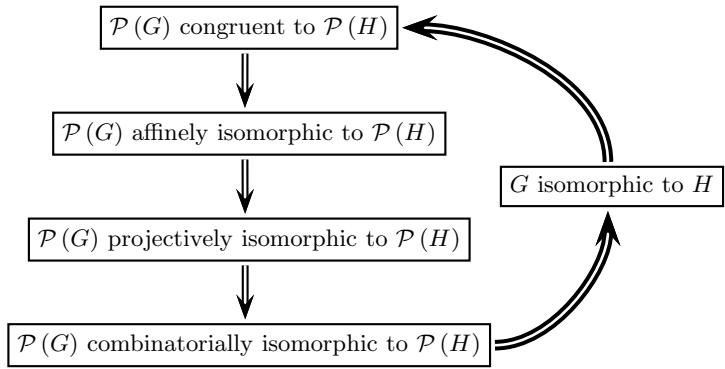 𝒫(G) congruent to 𝒫(H)
𝒫(G) affinely isomorphic to 𝒫(H)
G isomorphic to H
𝒫(G) projectively isomorphic to 𝒫(H)
𝒫(G) combinatorially isomorphic to 𝒫(H)